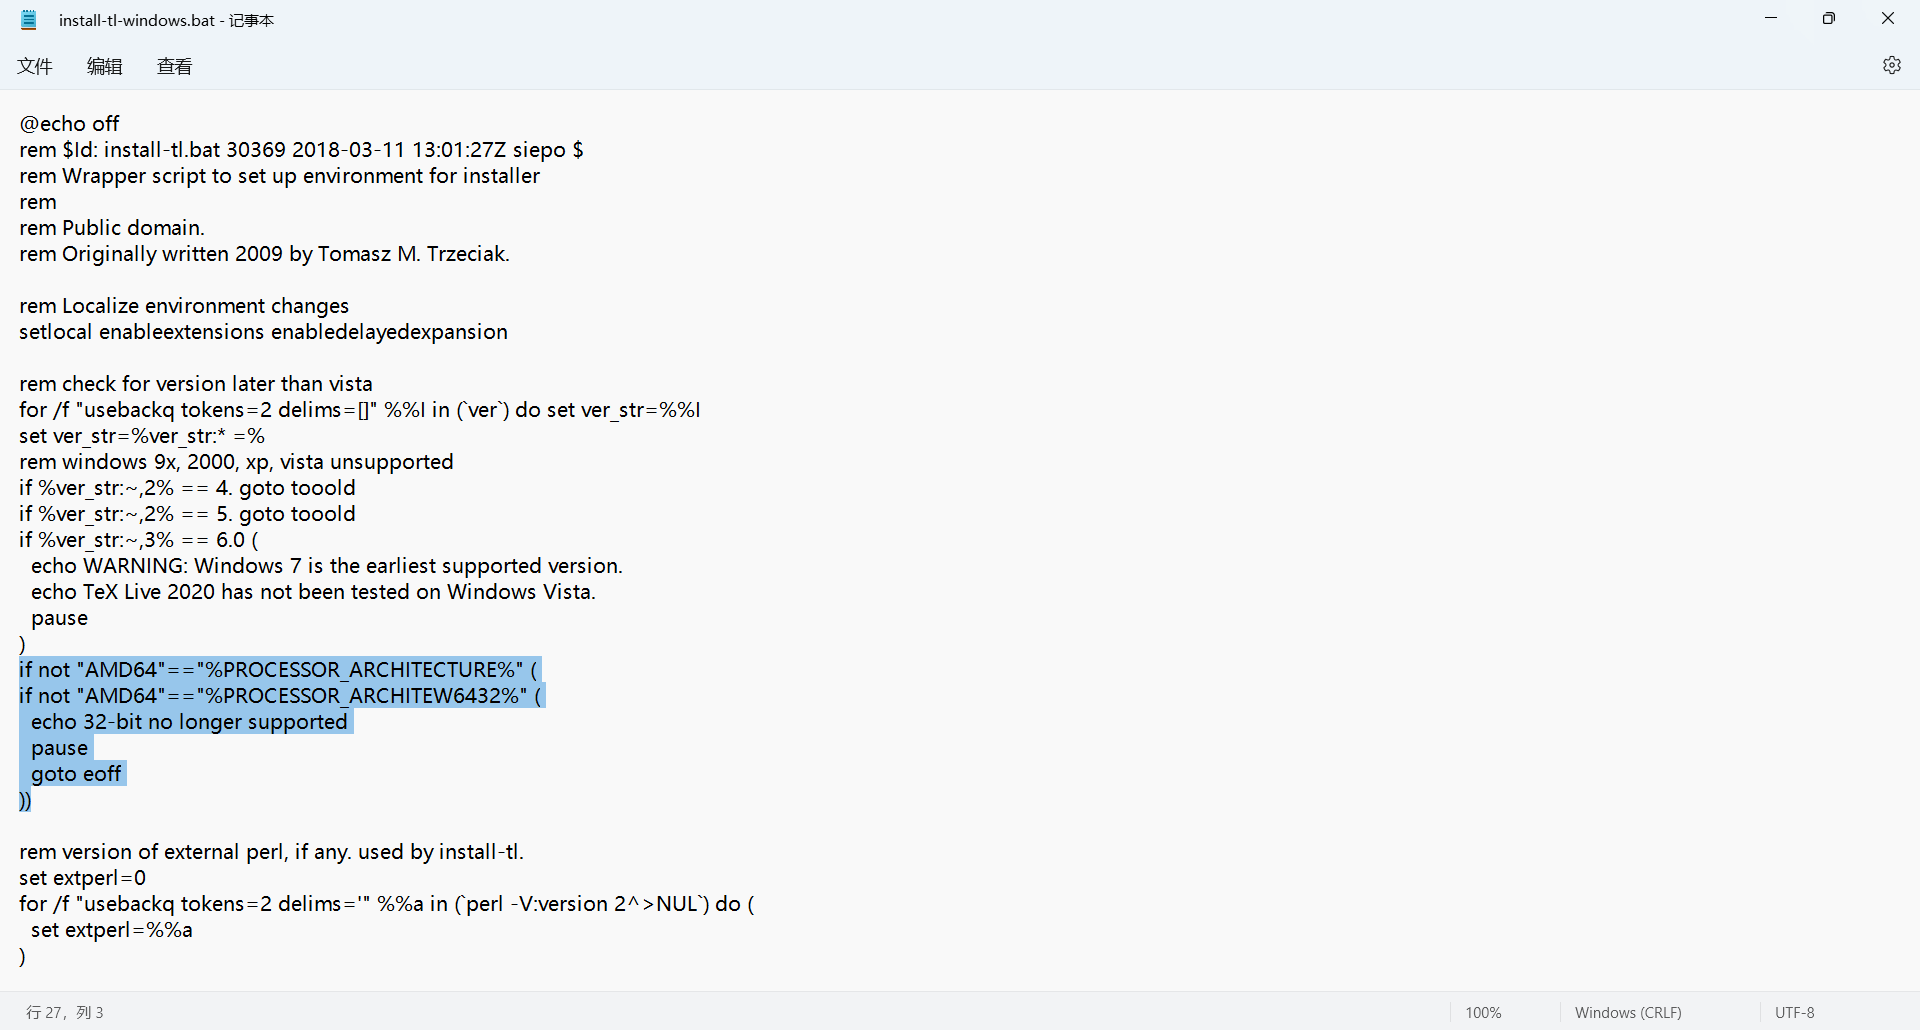 install-tl-windows.bat - 记事本
文件 编辑 查看
@echo off
rem $Id: install-tl.bat 30369 2018-03-11 13:01:27Z siepo $
rem Wrapper script to set up environment for installer
rem
rem Public domain.
rem Originally written 2009 by Tomasz M. Trzeciak.
rem Localize environment changes
setlocal enableextensions enabledelayedexpansion
rem check for version later than vista
for /f "usebackq tokens=2 delims=[]" %%I in (`ver`) do set ver_str=%%I
set ver_str=%ver_str:* =%
rem windows 9x, 2000, xp, vista unsupported
if %ver_str:~,2% == 4. goto tooold
if %ver_str:~,2% == 5. goto tooold
if %ver_str:~,3% == 6.0 (
  echo WARNING: Windows 7 is the earliest supported version.
  echo TeX Live 2020 has not been tested on Windows Vista.
  pause
)
if not "AMD64"=="%PROCESSOR_ARCHITECTURE%" (
if not "AMD64"=="%PROCESSOR_ARCHITEW6432%" (
  echo 32-bit no longer supported
  pause
  goto eoff
))
rem version of external perl, if any. used by install-tl.
set extperl=0
for /f "usebackq tokens=2 delims='" %%a in (`perl -V:version 2^>NUL`) do (
  set extperl=%%a
)
行 27，列 3 100% Windows (CRLF) UTF-8